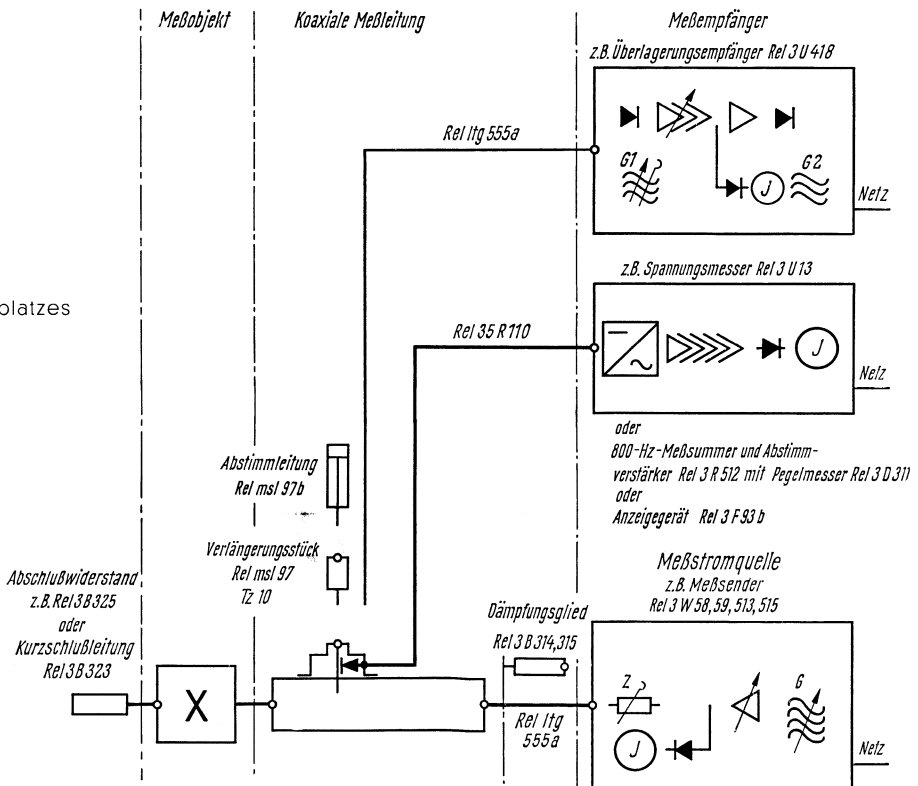 Meßobjekt
Koaxiale Meßleitung
Meßempfänger
z.B. Überlagerungsempfänger Rel 3 U 418
Rel ltg 555a
G1
J
G2
Netz
z.B. Spannungsmesser Rel 3 U 13
platzes
Rel 35 R 110
J
Netz
oder
800-Hz-Meßsummer und Abstimm-
verstärker Rel 3 R 512 mit Pegelmesser Rel 3 D 311
oder
Anzeigegerät Rel 3 F 93 b
Abstimmleitung
Rel msl 97b
Verlängerungsstück
Rel msl 97
Tz 10
Abschlußwiderstand
z.B. Rel 3 B 325
oder
Kurzschlußleitung
Rel 3 B 323
Meßstromquelle
z.B. Meßsender
Rel 3 W 58, 59, 513, 515
Dämpfungsglied
Rel 3 B 314, 315
X
Rel ltg
555a
Z
G
J
Netz